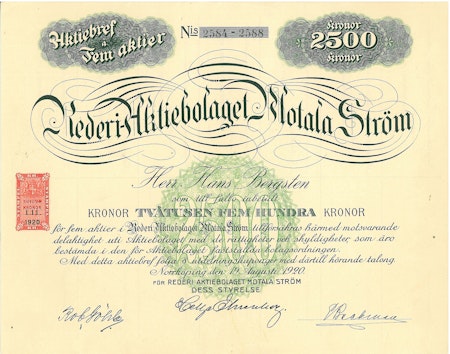 Aktiebref
å
Fem aktier
Nis 2584 - 2588
Kronor
2500
Kronor
Rederi-Aktiebolaget Motala Ström
Herr Hans Bergsten
som till fullo inbetalt
KRONOR TVÅTUSEN FEM HUNDRA KRONOR
för fem aktier i Rederi Aktiebolaget Motala Ström, tillförsäkras härmed motsvarande
delaktighet uti Aktiebolaget med de rättigheter och skyldigheter, som äro
bestämda i den för Aktiebolaget fastställda bolagsordningen.
Med detta aktiebref följa utdelningskuponger med därtill hörande talong.
Norrköping den 19 Augusti 1920.
FÖR REDERI AKTIEBOLAGET MOTALA STRÖM
DESS STYRELSE
KRONOR
1920